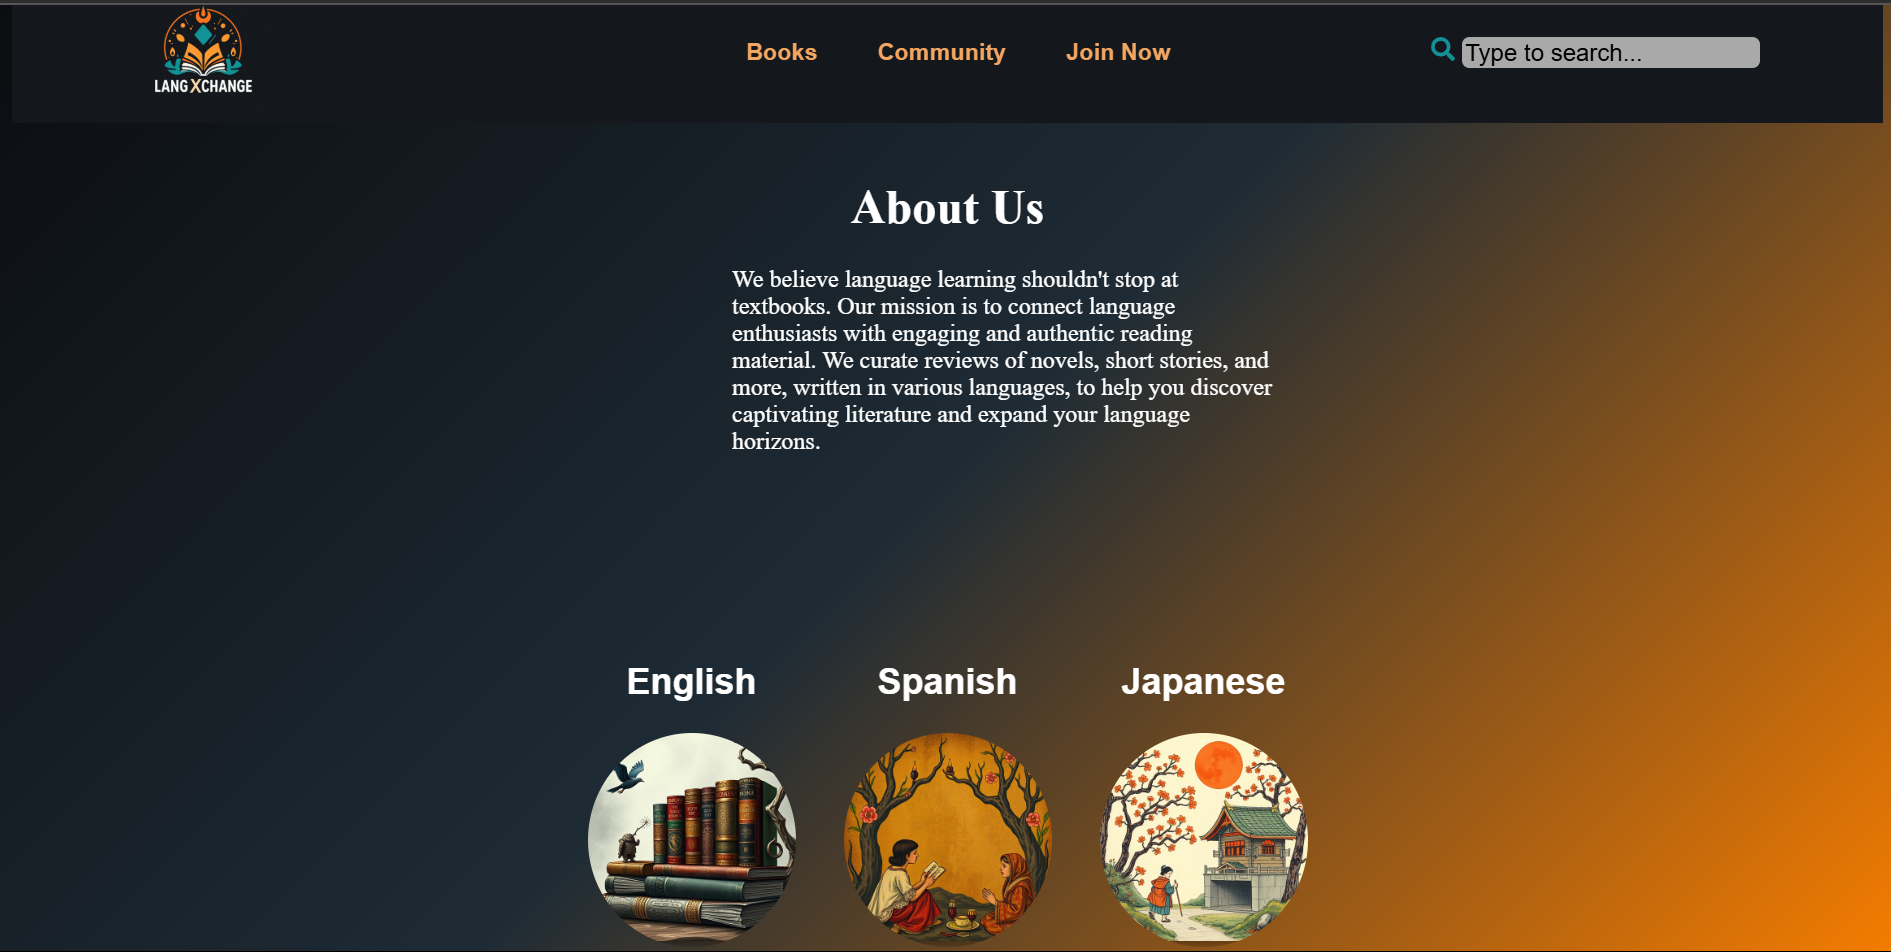 LANG XCHANGE
Books
Community
Join Now
Type to search...
About Us
We believe language learning shouldn't stop at
textbooks. Our mission is to connect language
enthusiasts with engaging and authentic reading
material. We curate reviews of novels, short stories, and
more, written in various languages, to help you discover
captivating literature and expand your language
horizons.
English
Spanish
Japanese